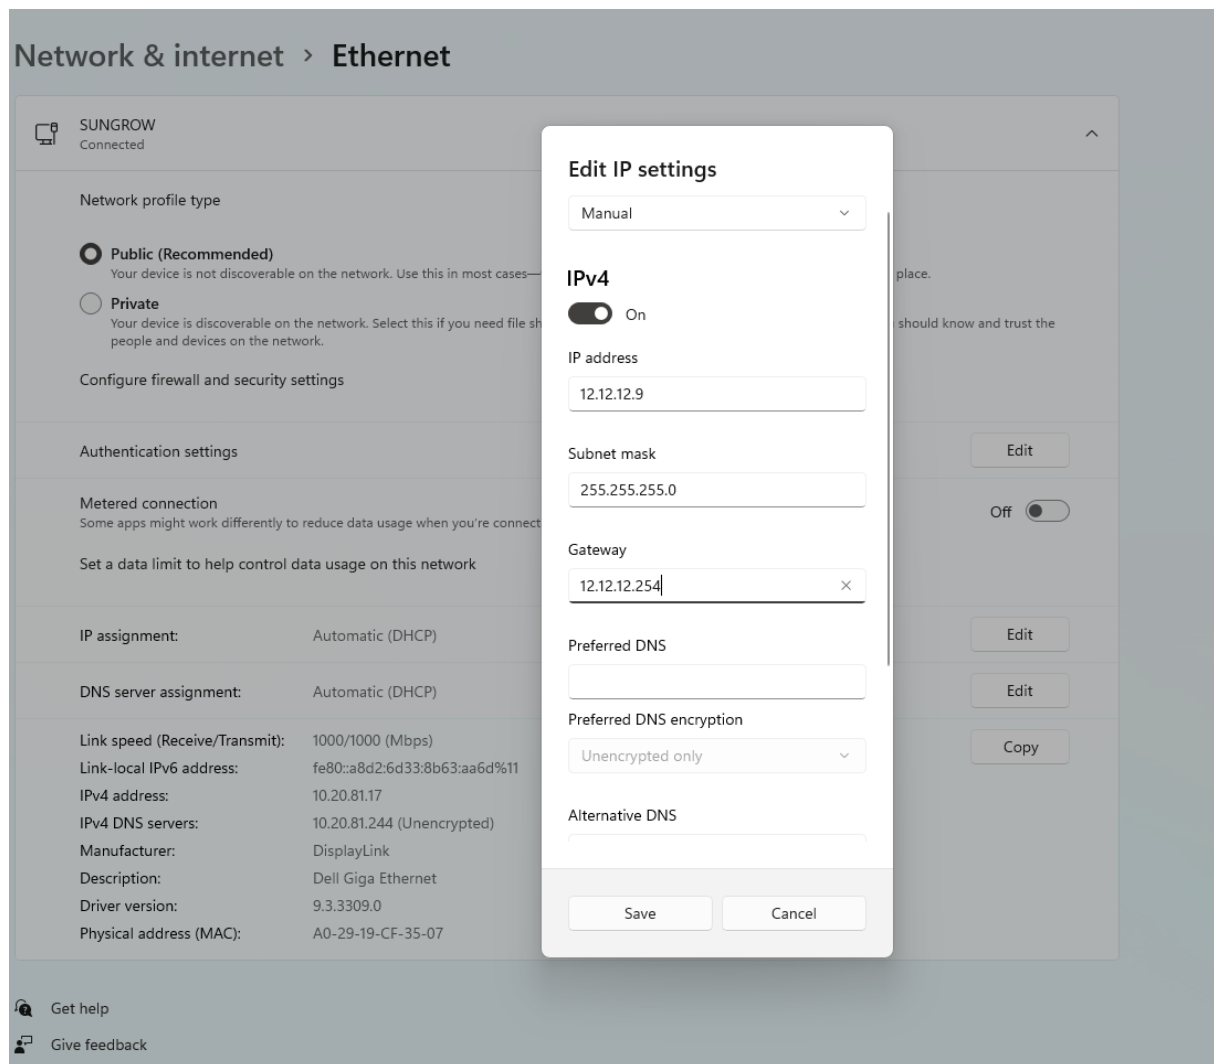 Network & internet > Ethernet
SUNGROW
Connected
Network profile type
Public (Recommended)
Your device is not discoverable on the network. Use this in most cases—
place.
Private
Your device is discoverable on the network. Select this if you need file sh
should know and trust the
people and devices on the network.
Configure firewall and security settings
Authentication settings
Edit
Metered connection
Some apps might work differently to reduce data usage when you're connect
Off
Set a data limit to help control data usage on this network
IP assignment:
Automatic (DHCP)
Edit
DNS server assignment:
Automatic (DHCP)
Edit
Link speed (Receive/Transmit):
1000/1000 (Mbps)
Copy
Link-local IPv6 address:
fe80::a8d2:6d33:8b63:aa6d%11
IPv4 address:
10.20.81.17
IPv4 DNS servers:
10.20.81.244 (Unencrypted)
Manufacturer:
DisplayLink
Description:
Dell Giga Ethernet
Driver version:
9.3.3309.0
Physical address (MAC):
A0-29-19-CF-35-07
Get help
Give feedback
Edit IP settings
Manual
IPv4
On
IP address
12.12.12.9
Subnet mask
255.255.255.0
Gateway
12.12.12.254
Preferred DNS
Preferred DNS encryption
Unencrypted only
Alternative DNS
Save
Cancel